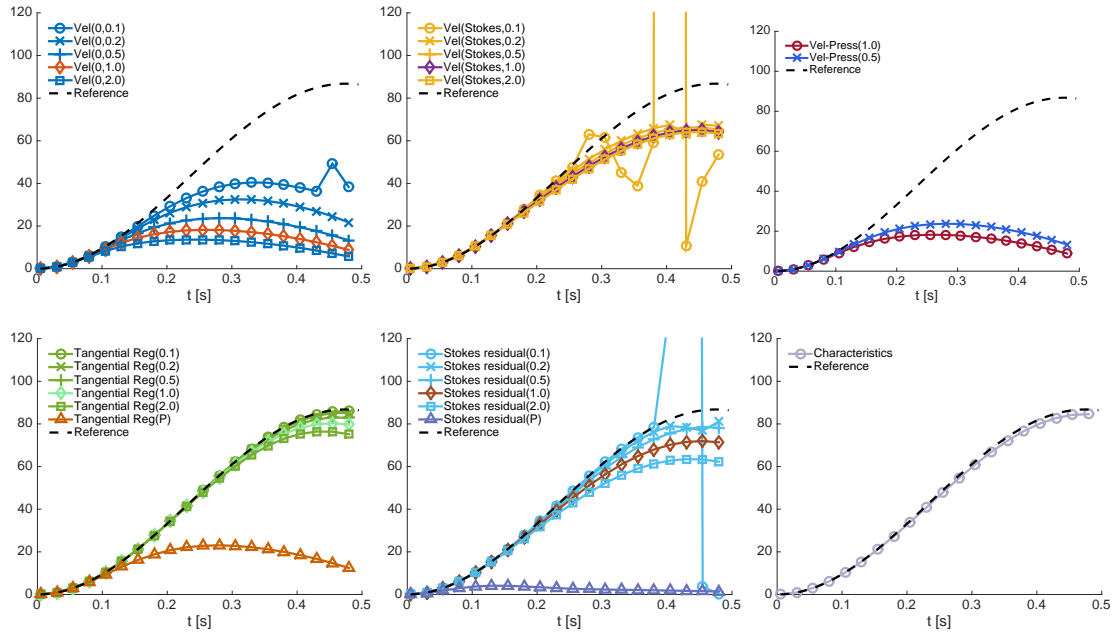 120
100
80
60
40
20
0
0
0.1
0.2
0.3
0.4
0.5
t [s]
Vel(0,0.1)
Vel(0,0.2)
Vel(0,0.5)
Vel(0,1.0)
Vel(0,2.0)
Reference
120
100
80
60
40
20
0
0
0.1
0.2
0.3
0.4
0.5
t [s]
Vel(Stokes,0.1)
Vel(Stokes,0.2)
Vel(Stokes,0.5)
Vel(Stokes,1.0)
Vel(Stokes,2.0)
Reference
120
100
80
60
40
20
0
0
0.1
0.2
0.3
0.4
0.5
t [s]
Vel-Press(1.0)
Vel-Press(0.5)
Reference
120
100
80
60
40
20
0
0
0.1
0.2
0.3
0.4
0.5
t [s]
Tangential Reg(0.1)
Tangential Reg(0.2)
Tangential Reg(0.5)
Tangential Reg(1.0)
Tangential Reg(2.0)
Tangential Reg(P)
Reference
120
100
80
60
40
20
0
0
0.1
0.2
0.3
0.4
0.5
t [s]
Stokes residual(0.1)
Stokes residual(0.2)
Stokes residual(0.5)
Stokes residual(1.0)
Stokes residual(2.0)
Stokes residual(P)
Reference
120
100
80
60
40
20
0
0
0.1
0.2
0.3
0.4
0.5
t [s]
Characteristics
Reference